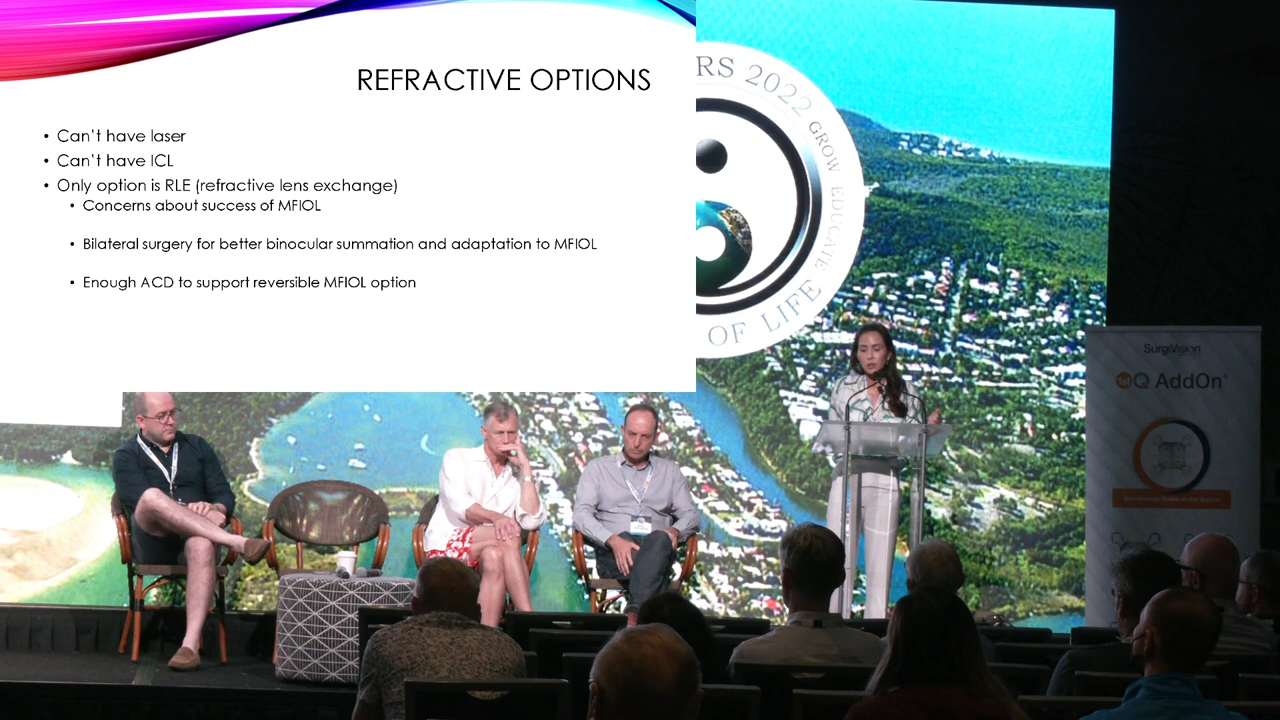 REFRACTIVE OPTIONS
• Can't have laser
• Can't have ICL
• Only option is RLE (refractive lens exchange)
• Concerns about success of MFIOL
• Bilateral surgery for better binocular summation and adaptation to MFIOL
• Enough ACD to support reversible MFIOL option
RS 2022 GROW EDUCATE
OF LIFE
SurgiVision
1stQ AddOn®